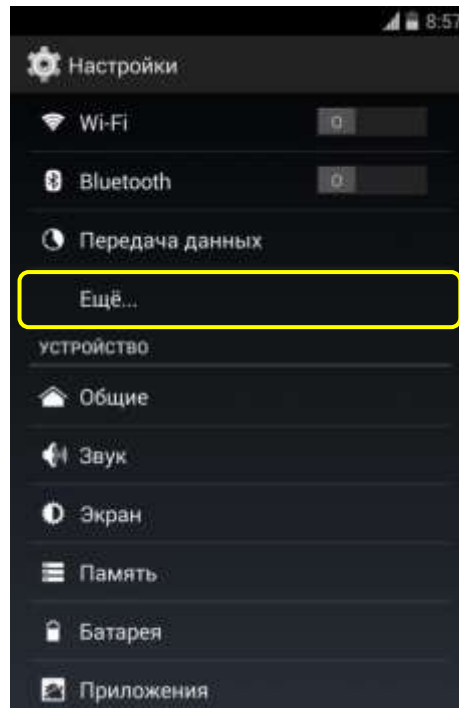 8:57
Настройки
Wi-Fi
Bluetooth
Передача данных
Ещё...
УСТРОЙСТВО
Общие
Звук
Экран
Память
Батарея
Приложения